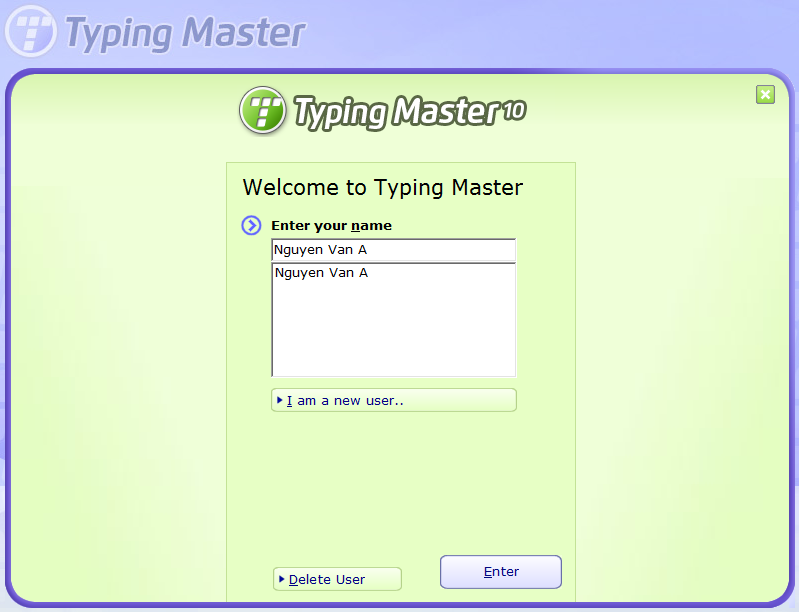 Typing Master
Typing Master 10
Welcome to Typing Master
Enter your name
Nguyen Van A
Nguyen Van A
I am a new user..
Delete User
Enter